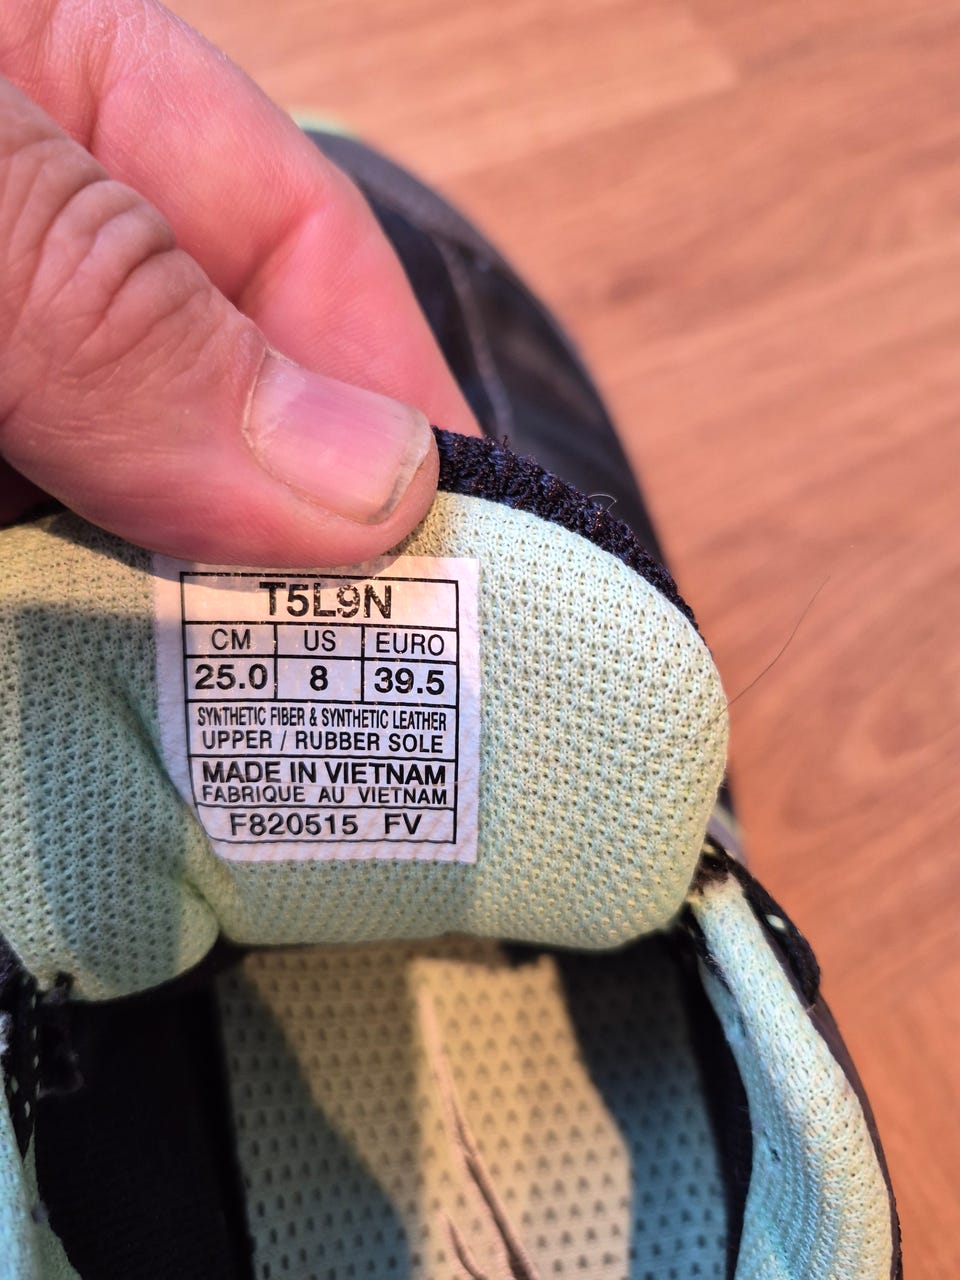 T5L9N
CM US EURO
25.0 8 39.5
SYNTHETIC FIBER & SYNTHETIC LEATHER
UPPER / RUBBER SOLE
MADE IN VIETNAM
FABRIQUE AU VIETNAM
F820515 FV